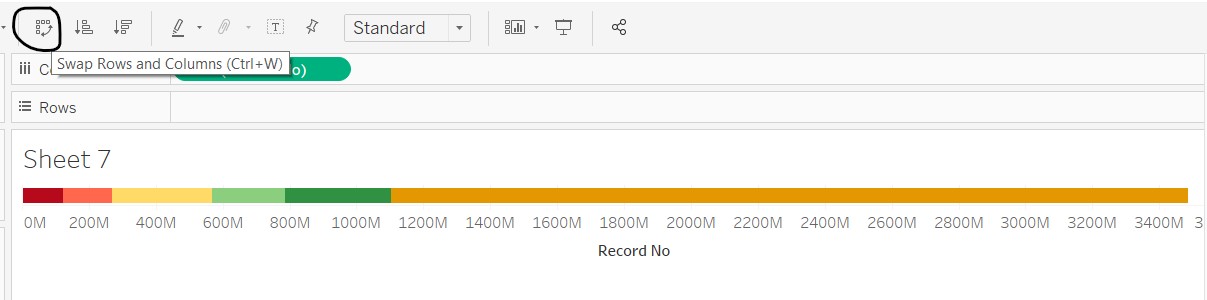 Standard
Swap Rows and Columns (Ctrl+W)
o)
Rows
Sheet 7
0M 200M 400M 600M 800M 1000M 1200M 1400M 1600M 1800M 2000M 2200M 2400M 2600M 2800M 3000M 3200M 3400M 3
Record No